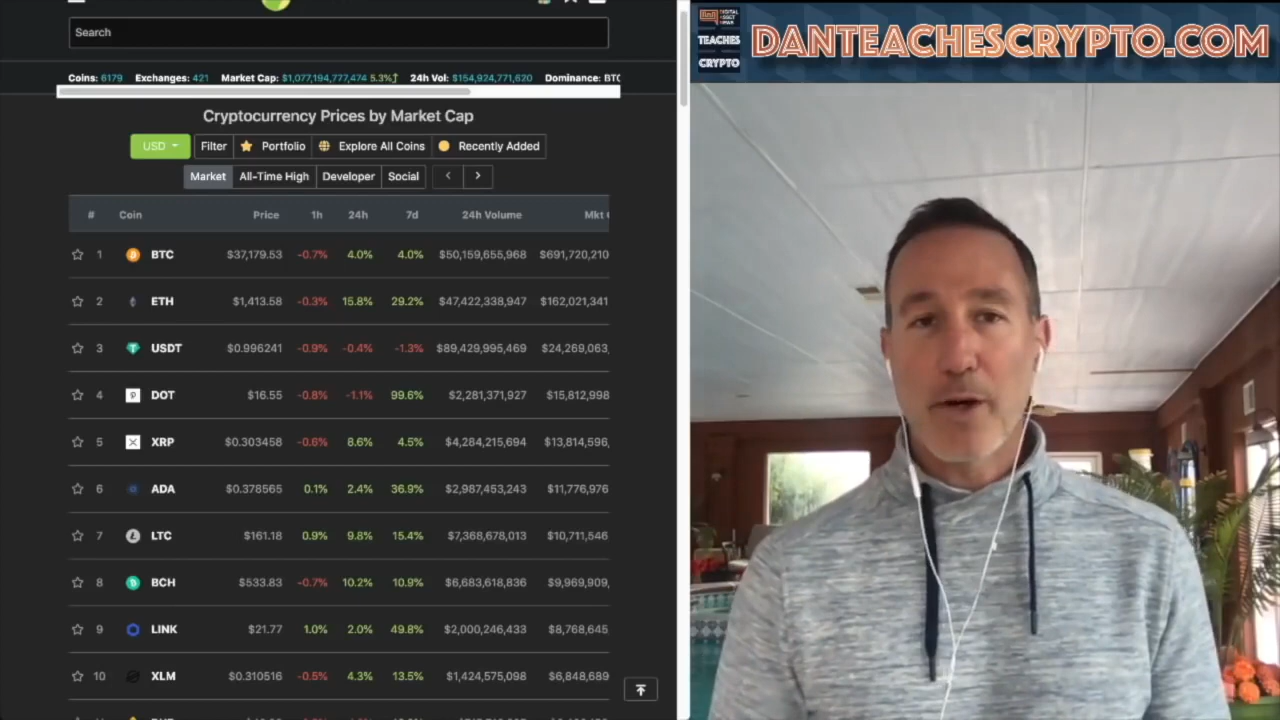 Search
Coins: 6179 Exchanges: 421 Market Cap: $1,077,194,777,474 5.3% 24h Vol: $154,924,771,620 Dominance: BTC
Cryptocurrency Prices by Market Cap
USD Filter Portfolio Explore All Coins Recently Added
Market All-Time High Developer Social
# Coin Price 1h 24h 7d 24h Volume Mkt
1 BTC $37,179.53 -0.7% 4.0% 4.0% $50,159,655,968 $691,720,210
2 ETH $1,413.58 -0.3% 15.8% 29.2% $47,422,338,947 $162,021,341
3 USDT $0.996241 -0.9% -0.4% -1.3% $89,429,995,469 $24,269,063,
4 DOT $16.55 -0.8% -1.1% 99.6% $2,281,371,927 $15,812,998
5 XRP $0.303458 -0.6% 8.6% 4.5% $4,284,215,694 $13,814,596,
6 ADA $0.378565 0.1% 2.4% 36.9% $2,987,453,243 $11,776,976
7 LTC $161.18 0.9% 9.8% 15.4% $7,368,678,013 $10,711,546
8 BCH $533.83 -0.7% 10.2% 10.9% $6,683,618,836 $9,969,909,
9 LINK $21.77 1.0% 2.0% 49.8% $2,000,246,433 $8,768,645
10 XLM $0.310516 -0.5% 4.3% 13.5% $1,424,575,098 $6,848,689
DIGITAL
ASSET
TEACHES
CRYPTO
DANTEACHESCRYPTO.COM